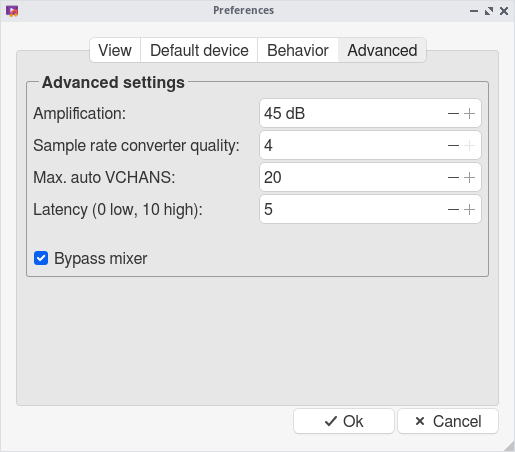 Preferences
View Default device Behavior Advanced
Advanced settings
Amplification: 45 dB
Sample rate converter quality: 4
Max. auto VCHANS: 20
Latency (0 low, 10 high): 5
Bypass mixer
Ok Cancel